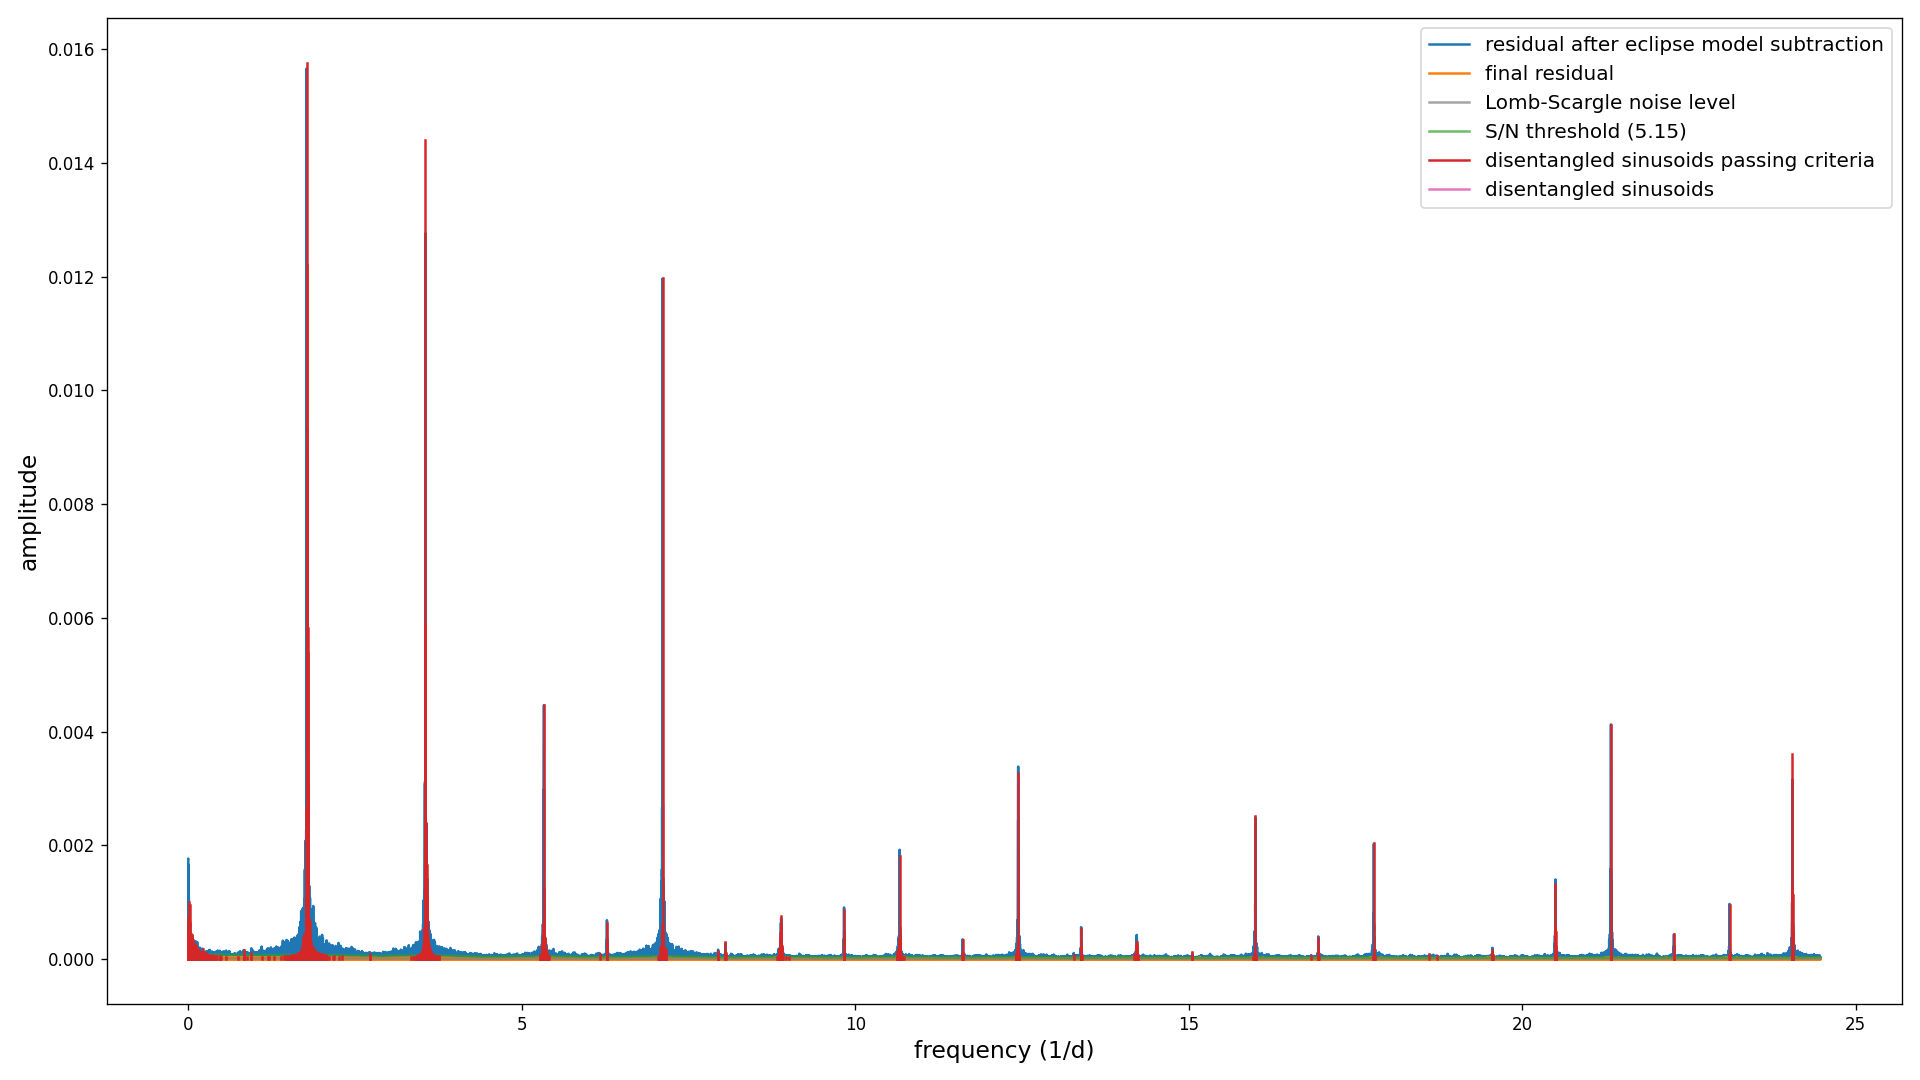 residual after eclipse model subtraction
final residual
Lomb-Scargle noise level
S/N threshold (5.15)
disentangled sinusoids passing criteria
disentangled sinusoids
0.016
0.014
0.012
0.010
0.008
0.006
0.004
0.002
0.000
amplitude
0 5 10 15 20 25
frequency (1/d)